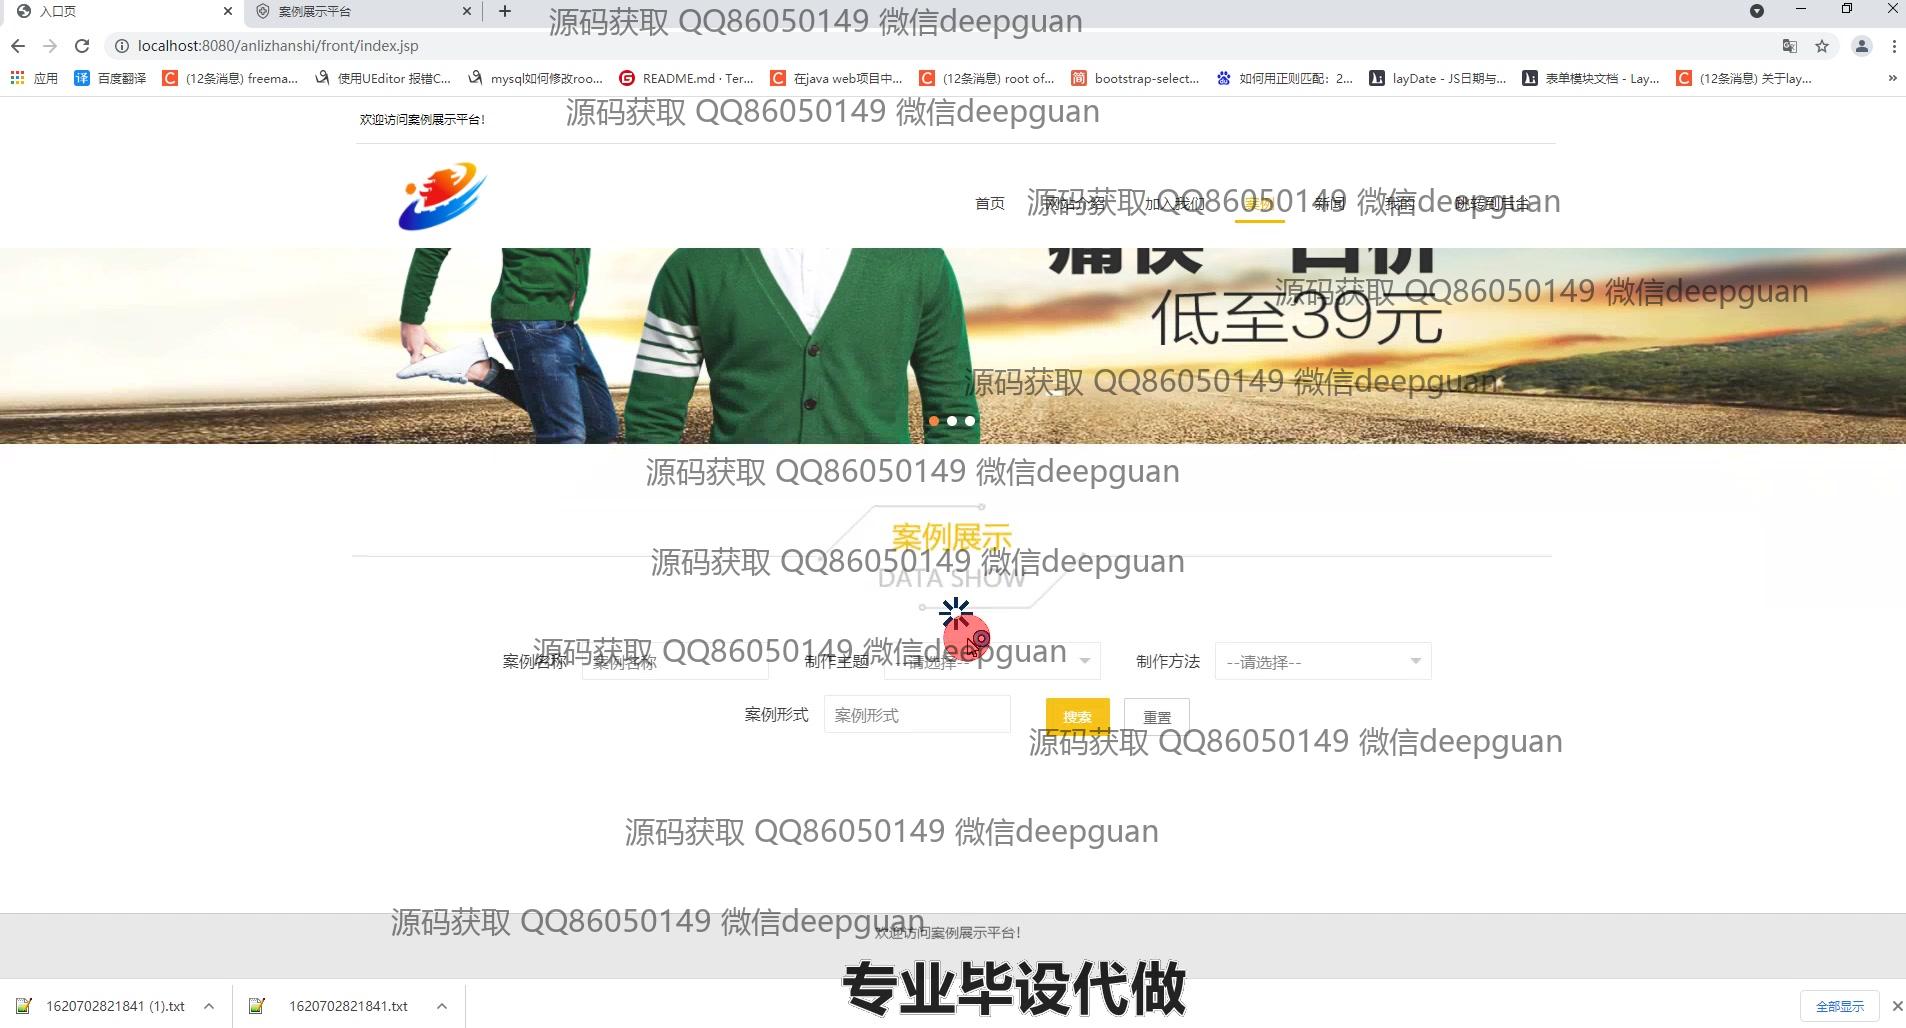 入口页
案例展示平台
源码获取 QQ86050149 微信deepguan
localhost:8080/anlizhanshi/front/index.jsp
应用
百度翻译
(12条消息) freema...
使用UEditor 报错C...
mysql如何修改roo...
README.md · Ter...
在java web项目中...
(12条消息) root of...
bootstrap-select...
如何用正则匹配：2...
layDate - JS日期与...
表单模块文档 - Lay...
(12条消息) 关于lay...
欢迎访问案例展示平台！
源码获取 QQ86050149 微信deepguan
首页
网站介绍
加入我们
案例
新闻
我的
跳转到后台
源码获取 QQ86050149 微信deepguan
低至39元
源码获取 QQ86050149 微信deepguan
源码获取 QQ86050149 微信deepguan
源码获取 QQ86050149 微信deepguan
案例展示
源码获取 QQ86050149 微信deepguan
DATA SHOW
源码获取 QQ86050149 微信deepguan
案例名称
案例名称
制作主题
--请选择--
制作方法
--请选择--
案例形式
案例形式
搜索
重置
源码获取 QQ86050149 微信deepguan
源码获取 QQ86050149 微信deepguan
源码获取 QQ86050149 微信deepguan
欢迎访问案例展示平台！
专业毕设代做
1620702821841 (1).txt
1620702821841.txt
全部显示